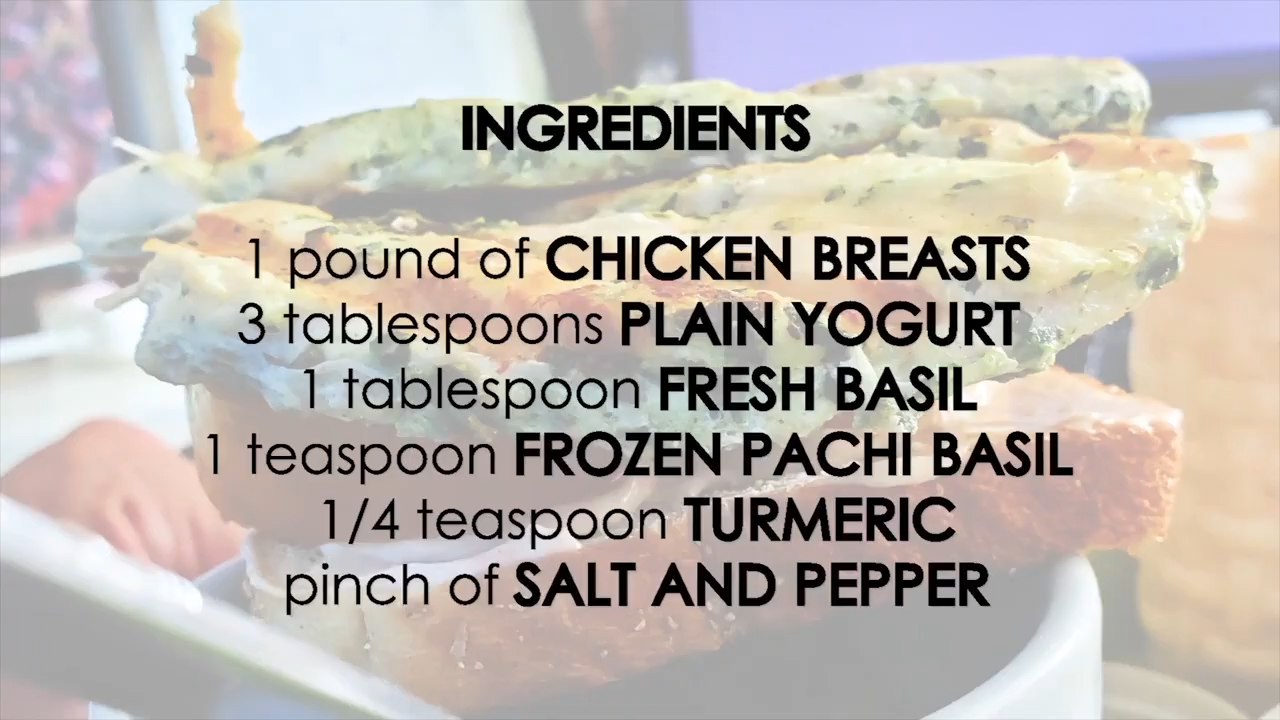 INGREDIENTS
1 pound of CHICKEN BREASTS
3 tablespoons PLAIN YOGURT
1 tablespoon FRESH BASIL
1 teaspoon FROZEN PACHI BASIL
1/4 teaspoon TURMERIC
pinch of SALT AND PEPPER